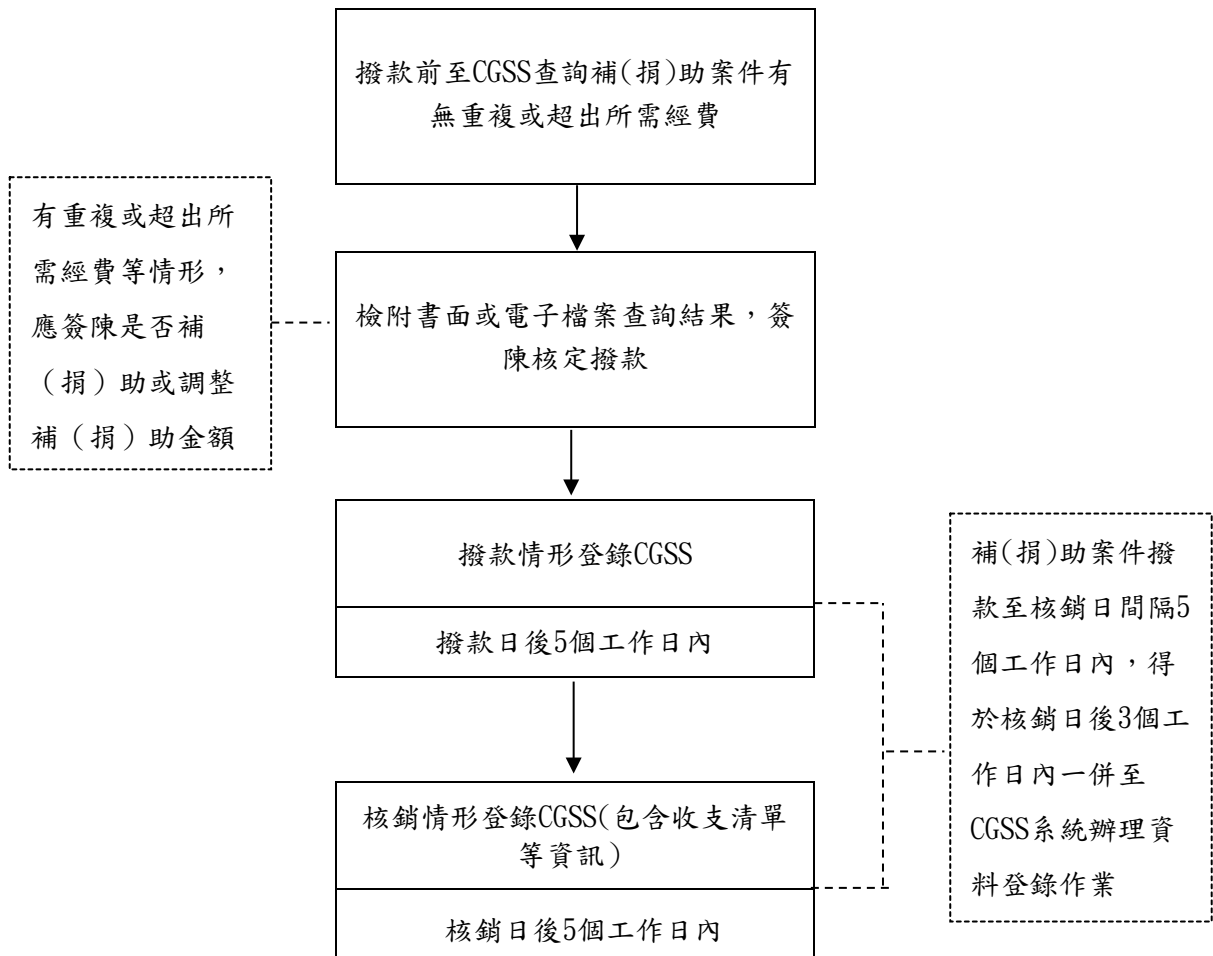 撥款前至CGSS查詢補(捐)助案件有
無重複或超出所需經費
有重複或超出所
需經費等情形，
應簽陳是否補
（捐）助或調整
補（捐）助金額
檢附書面或電子檔案查詢結果，簽
陳核定撥款
撥款情形登錄CGSS
撥款日後5個工作日內
補(捐)助案件撥
款至核銷日間隔5
個工作日內，得
於核銷日後3個工
作日內一併至
CGSS系統辦理資
料登錄作業
核銷情形登錄CGSS(包含收支清單
等資訊)
核銷日後5個工作日內